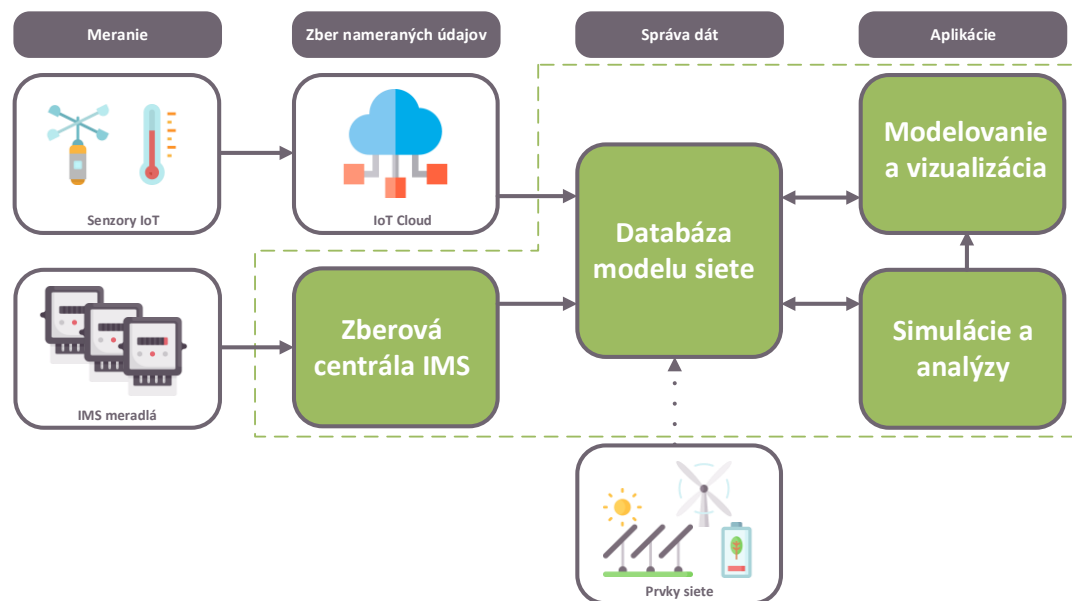 Meranie
Zber nameraných údajov
Správa dát
Aplikácie
Senzory IoT
IoT Cloud
Modelovanie
a vizualizácia
Databáza
modelu siete
IMS meradlá
Zberová
centrála IMS
Simulácie a
analýzy
Prvky siete